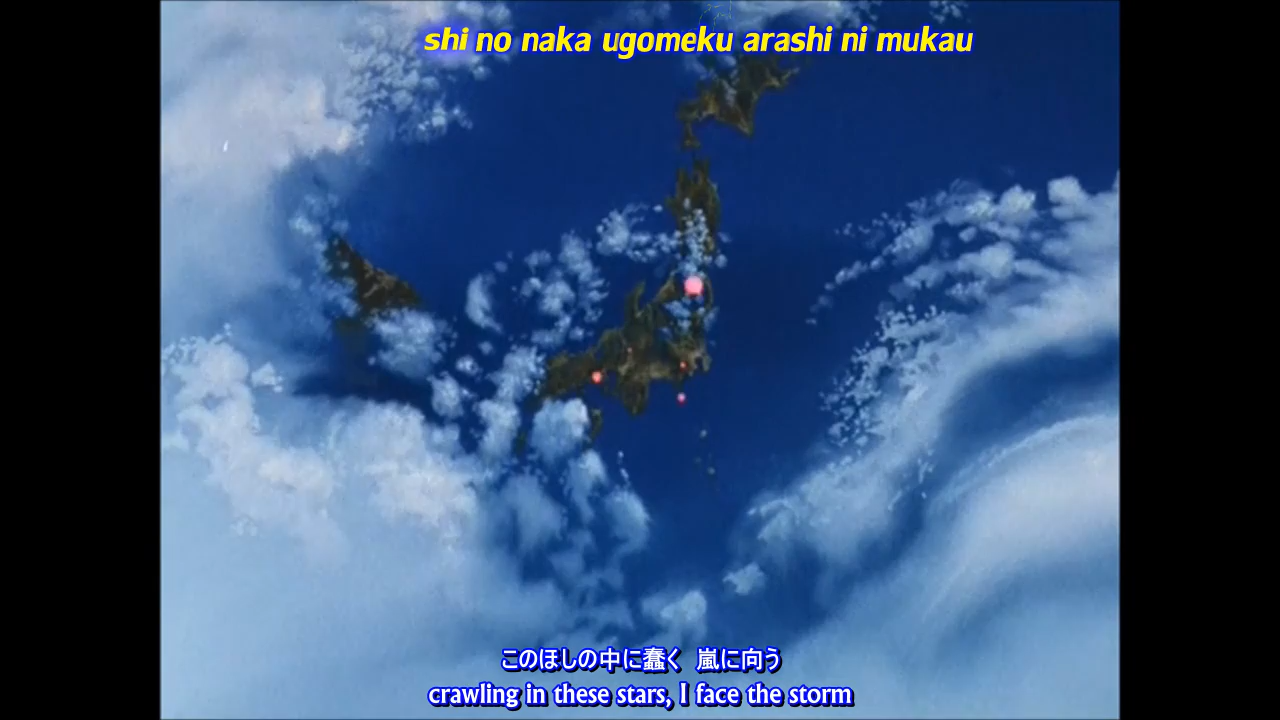 shi no naka ugomeku arashi ni mukau
このほしの中に蠢く 嵐に向う
crawling in these stars, I face the storm